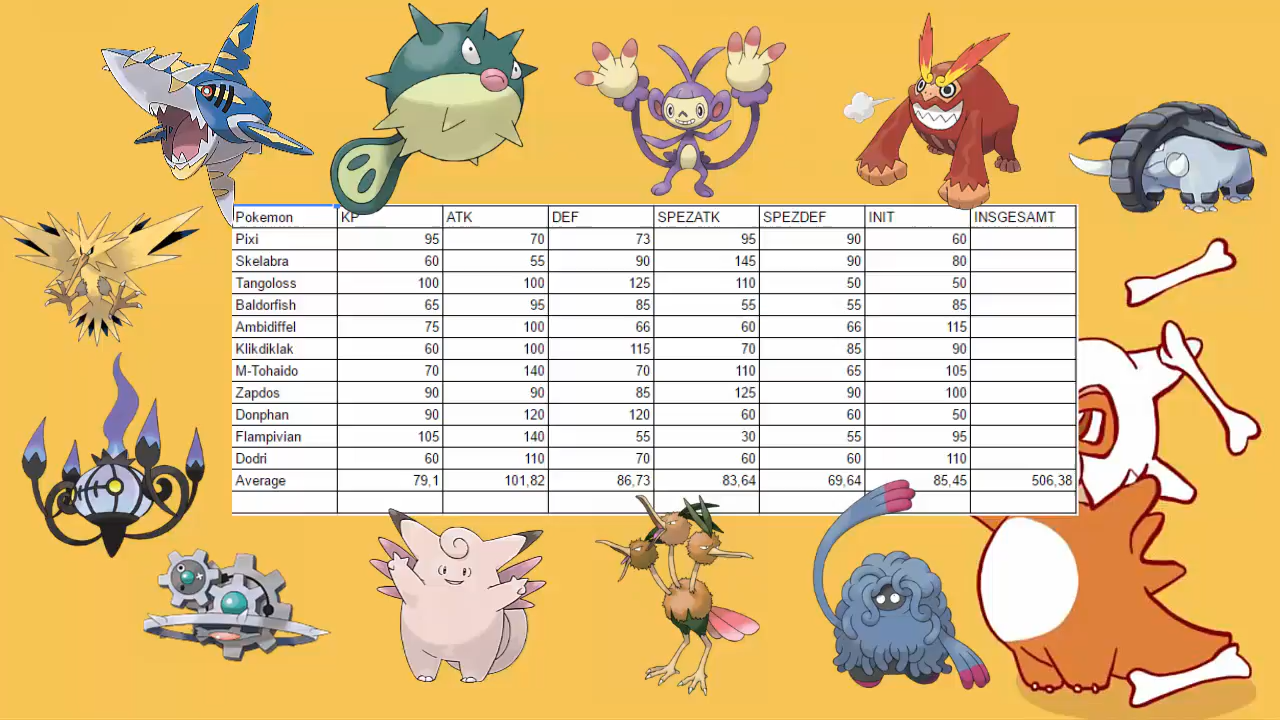 Pokemon KP ATK DEF SPEZATK SPEZDEF INIT INSGESAMT
Pixi 95 70 73 95 90 60
Skelabra 60 55 90 145 90 80
Tangoloss 100 100 125 110 50 50
Baldorfish 65 95 85 55 55 85
Ambidiffel 75 100 66 60 66 115
Klikdiklak 60 100 115 70 85 90
M-Tohaido 70 140 70 110 65 105
Zapdos 90 90 85 125 90 100
Donphan 90 120 120 60 60 50
Flampivian 105 140 55 30 55 95
Dodri 60 110 70 60 60 110
Average 79,1 101,82 86,73 83,64 69,64 85,45 506,38